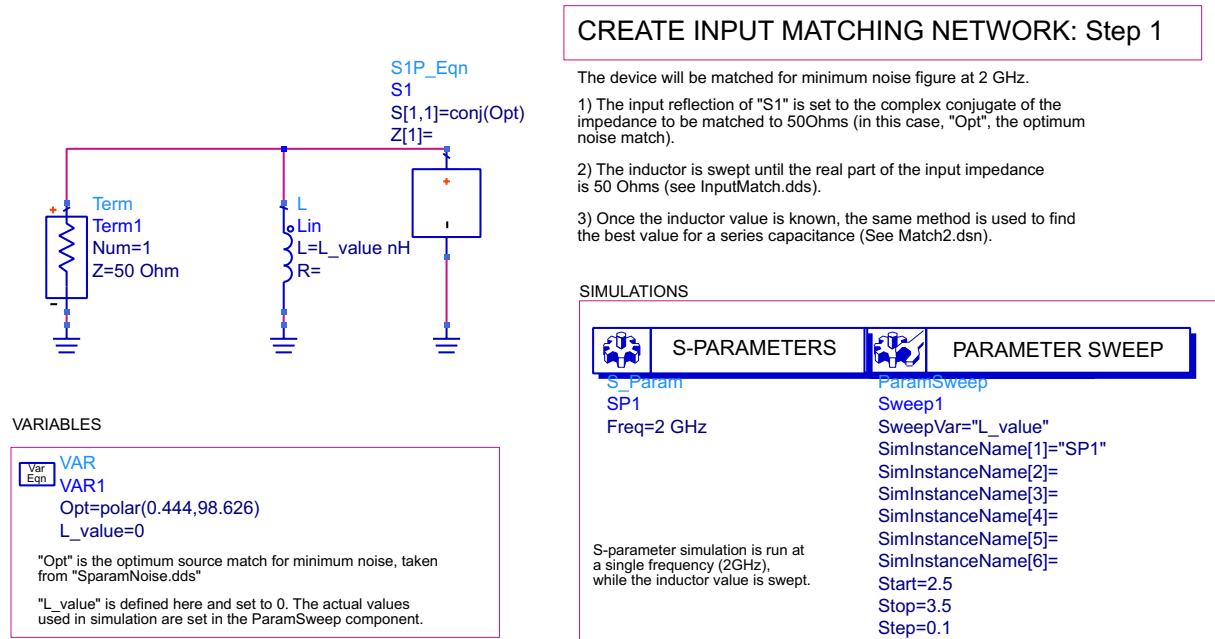 CREATE INPUT MATCHING NETWORK: Step 1
The device will be matched for minimum noise figure at 2 GHz.
1) The input reflection of "S1" is set to the complex conjugate of the
impedance to be matched to 50Ohms (in this case, "Opt", the optimum
noise match).
2) The inductor is swept until the real part of the input impedance
is 50 Ohms (see InputMatch.dds).
3) Once the inductor value is known, the same method is used to find
the best value for a series capacitance (See Match2.dsn).
S1P_Eqn
S1
S[1,1]=conj(Opt)
Z[1]=
+
-
Term
Term1
Num=1
Z=50 Ohm
+
-
L
Lin
L=L_value nH
R=
SIMULATIONS
S-PARAMETERS
S_Param
SP1
Freq=2 GHz
S-parameter simulation is run at
a single frequency (2GHz),
while the inductor value is swept.
PARAMETER SWEEP
ParamSweep
Sweep1
SweepVar="L_value"
SimInstanceName[1]="SP1"
SimInstanceName[2]=
SimInstanceName[3]=
SimInstanceName[4]=
SimInstanceName[5]=
SimInstanceName[6]=
Start=2.5
Stop=3.5
Step=0.1
VARIABLES
Var
Eqn
VAR
VAR1
Opt=polar(0.444,98.626)
L_value=0
"Opt" is the optimum source match for minimum noise, taken
from "SparamNoise.dds"
"L_value" is defined here and set to 0. The actual values
used in simulation are set in the ParamSweep component.